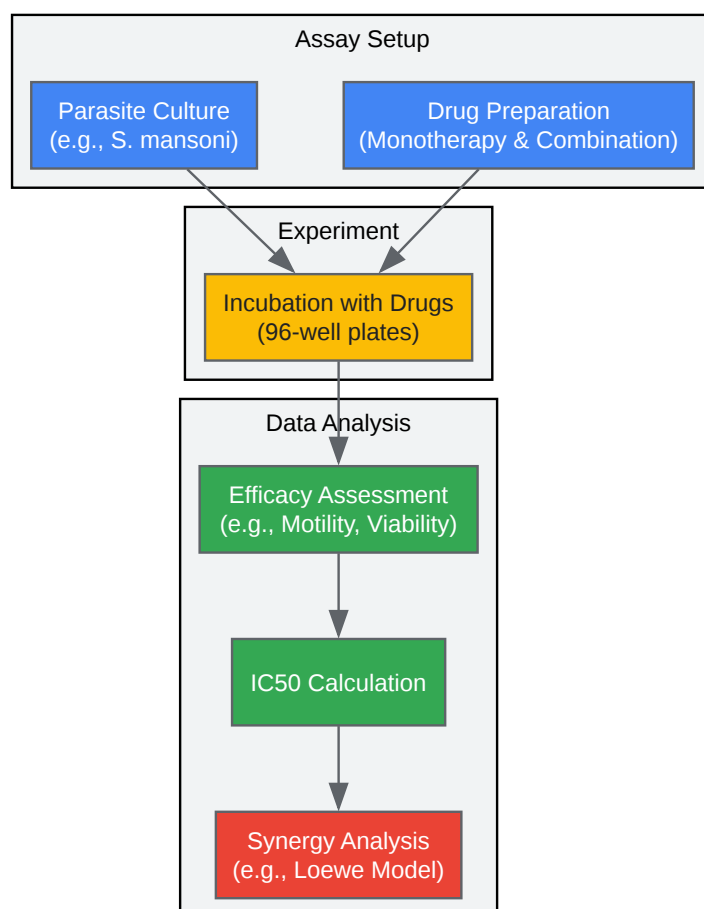 Assay Setup
Parasite Culture
(e.g., S. mansoni)
Drug Preparation
(Monotherapy & Combination)
Experiment
Incubation with Drugs
(96-well plates)
Data Analysis
Efficacy Assessment
(e.g., Motility, Viability)
IC50 Calculation
Synergy Analysis
(e.g., Loewe Model)